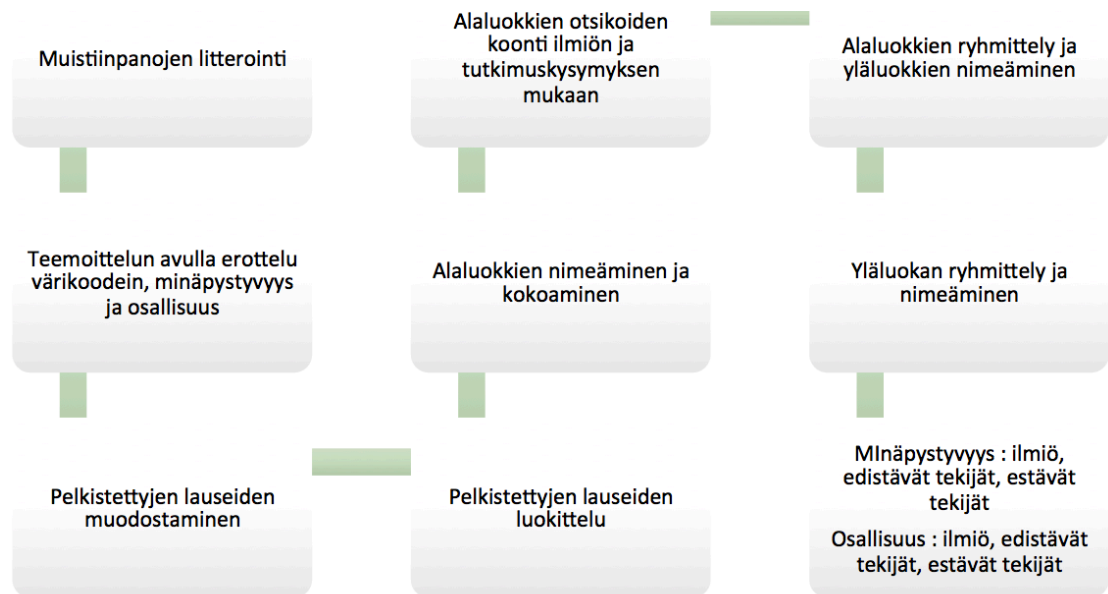 Muistiinpanojen litterointi
Teemoittelun avulla erottelu
värikoodein, minäpystyvyys
ja osallisuus
Pelkistettyjen lauseiden
muodostaminen
Pelkistettyjen lauseiden
luokittelu
Alaluokkien nimeäminen ja
kokoaminen
Alaluokkien otsikoiden
koonti ilmiön ja
tutkimuskysymyksen
mukaan
Alaluokkien ryhmittely ja
yläluokkien nimeäminen
Yläluokan ryhmittely ja
nimeäminen
MInäpystyvyys : ilmiö,
edistävät tekijät, estävät
tekijät
Osallisuus : ilmiö, edistävät
tekijät, estävät tekijät